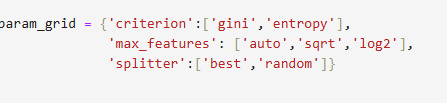 param_grid = {'criterion':['gini','entropy'],
'max_features': ['auto','sqrt','log2'],
'splitter':['best','random']}